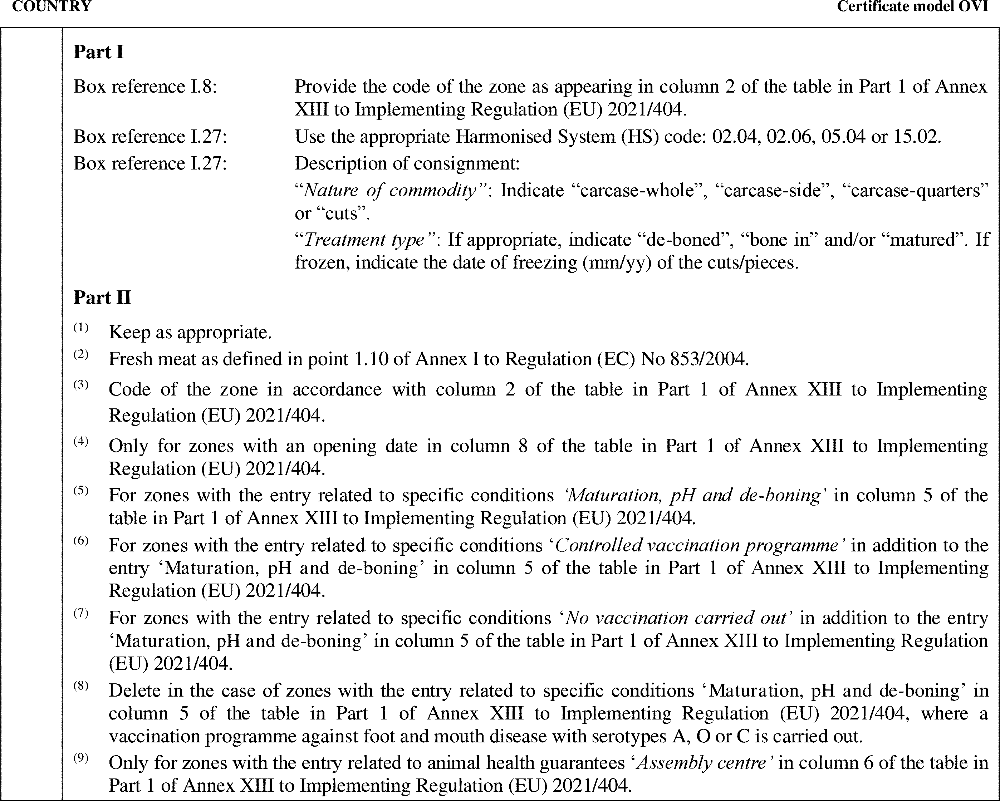 COUNTRY Certificate model OVI
Part I
Box reference I.8: Provide the code of the zone as appearing in column 2 of the table in Part 1 of Annex
XIII to Implementing Regulation (EU) 2021/404.
Box reference I.27: Use the appropriate Harmonised System (HS) code: 02.04, 02.06, 05.04 or 15.02.
Box reference I.27: Description of consignment:
“Nature of commodity”: Indicate “carcase-whole”, “carcase-side”, “carcase-quarters”
or “cuts”.
“Treatment type”: If appropriate, indicate “de-boned”, “bone in” and/or “matured”. If
frozen, indicate the date of freezing (mm/yy) of the cuts/pieces.
Part II
(1) Keep as appropriate.
(2) Fresh meat as defined in point 1.10 of Annex I to Regulation (EC) No 853/2004.
(3) Code of the zone in accordance with column 2 of the table in Part 1 of Annex XIII to Implementing
Regulation (EU) 2021/404.
(4) Only for zones with an opening date in column 8 of the table in Part 1 of Annex XIII to Implementing
Regulation (EU) 2021/404.
(5) For zones with the entry related to specific conditions ‘Maturation, pH and de-boning’ in column 5 of the
table in Part 1 of Annex XIII to Implementing Regulation (EU) 2021/404.
(6) For zones with the entry related to specific conditions ‘Controlled vaccination programme’ in addition to the
entry ‘Maturation, pH and de-boning’ in column 5 of the table in Part 1 of Annex XIII to Implementing
Regulation (EU) 2021/404.
(7) For zones with the entry related to specific conditions ‘No vaccination carried out’ in addition to the entry
‘Maturation, pH and de-boning’ in column 5 of the table in Part 1 of Annex XIII to Implementing Regulation
(EU) 2021/404.
(8) Delete in the case of zones with the entry related to specific conditions ‘Maturation, pH and de-boning’ in
column 5 of the table in Part 1 of Annex XIII to Implementing Regulation (EU) 2021/404, where a
vaccination programme against foot and mouth disease with serotypes A, O or C is carried out.
(9) Only for zones with the entry related to animal health guarantees ‘Assembly centre’ in column 6 of the table in
Part 1 of Annex XIII to Implementing Regulation (EU) 2021/404.